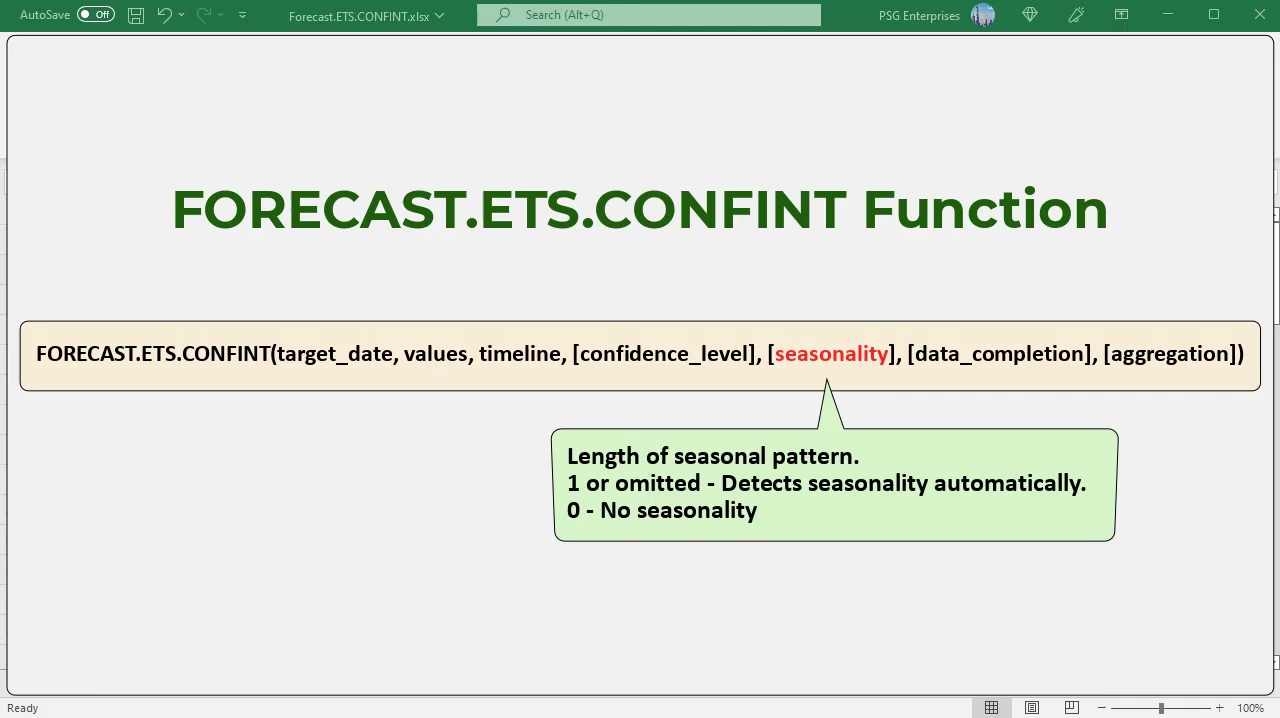 AutoSave Off Forecast.ETS.CONFINT.xlsx Search (Alt+Q) PSG Enterprises
FORECAST.ETS.CONFINT Function
FORECAST.ETS.CONFINT(target_date, values, timeline, [confidence_level], [seasonality], [data_completion], [aggregation])
Length of seasonal pattern.
1 or omitted - Detects seasonality automatically.
0 - No seasonality
Ready 100%